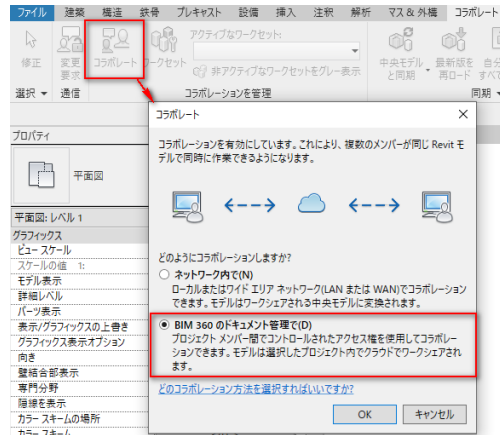 ファイル 建築 構造 鉄骨 プレキャスト 設備 挿入 注釈 解析 マス & 外構 コラボレート
アクティブなワークセット:
修正 変更要求 コラボレート ワークセット 非アクティブなワークセットをグレー表示 中央モデルと同期 最新版を再ロード
選択 ▼ 通信 コラボレーションを管理 同期 ▼
コラボレート
コラボレーションを有効にしています。これにより、複数のメンバーが同じ Revit モ
デルで同時に作業できるようになります。
どのようにコラボレーションしますか?
ネットワーク内で(N)
ローカルまたはワイド エリア ネットワーク(LAN または WAN)でコラボレーション
できます。モデルはワークシェアされる中央モデルに変換されます。
BIM 360 のドキュメント管理で(D)
プロジェクト メンバー間でコントロールされたアクセス権を使用してコラボレー
ションできます。モデルは選択したプロジェクト内でクラウドでワークシェアされ
ます。
どのコラボレーション方法を選択すればいいですか?
OK キャンセル
プロパティ
平面図
平面図: レベル 1
グラフィックス
ビュー スケール
スケールの値 1:
モデル表示
詳細レベル
パーツ表示
表示/グラフィックスの上書き
グラフィックス表示オプション
向き
壁結合部表示
専門分野
隠線を表示
カラー スキームの場所
カラー スキーム